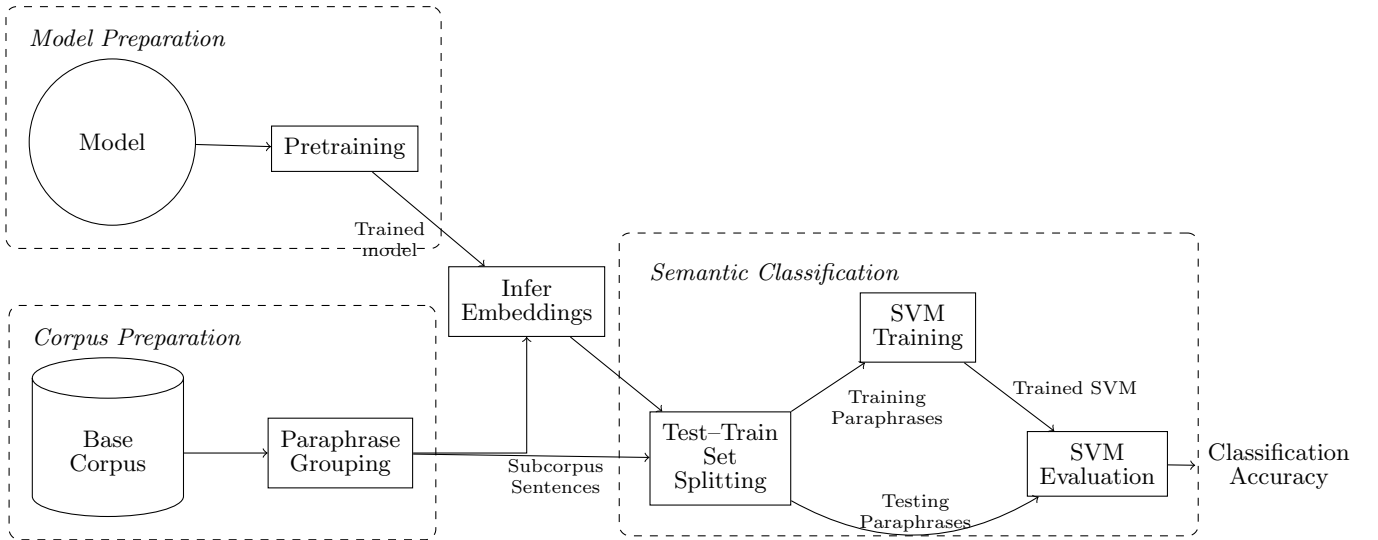 Model Preparation
Model
Pretraining
Trained
model
Infer
Embeddings
Corpus Preparation
Base
Corpus
Paraphrase
Grouping
Subcorpus
Sentences
Semantic Classification
Test–Train
Set
Splitting
SVM
Training
Training
Paraphrases
Trained SVM
Testing
Paraphrases
SVM
Evaluation
Classification
Accuracy